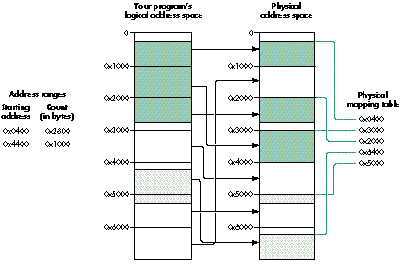 Your program's
logical address space
Physical
address space
0
0x1000
0x2000
0x3000
0x4000
0x5000
0x6000
0
0x1000
0x2000
0x3000
0x4000
0x5000
0x6000
Address ranges
Starting address
Count (in bytes)
0x0400 0x2800
0x4400 0x1000
Physical
mapping table
0x0400
0x3000
0x2000
0x6400
0x5000